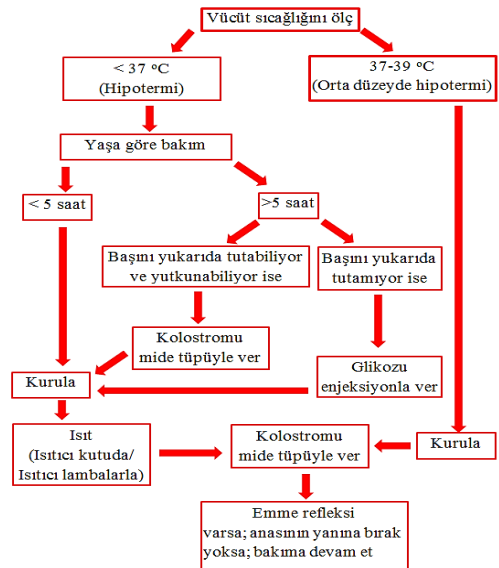 Vücüt sıcağlığını ölç
< 37 ºC
(Hipotermi)
37-39 ºC
(Orta düzeyde hipotermi)
Yaşa göre bakım
< 5 saat
>5 saat
Başını yukarıda tutabiliyor
ve yutkunabiliyor ise
Başını yukarıda
tutamıyor ise
Kolostromu
mide tüpüyle ver
Glikozu
enjeksiyonla ver
Kurula
Isıt
(Isıtıcı kutuda/
Isıtıcı lambalarla)
Kolostromu
mide tüpüyle ver
Kurula
Emme refleksi
varsa; anasının yanına bırak
yoksa; bakıma devam et